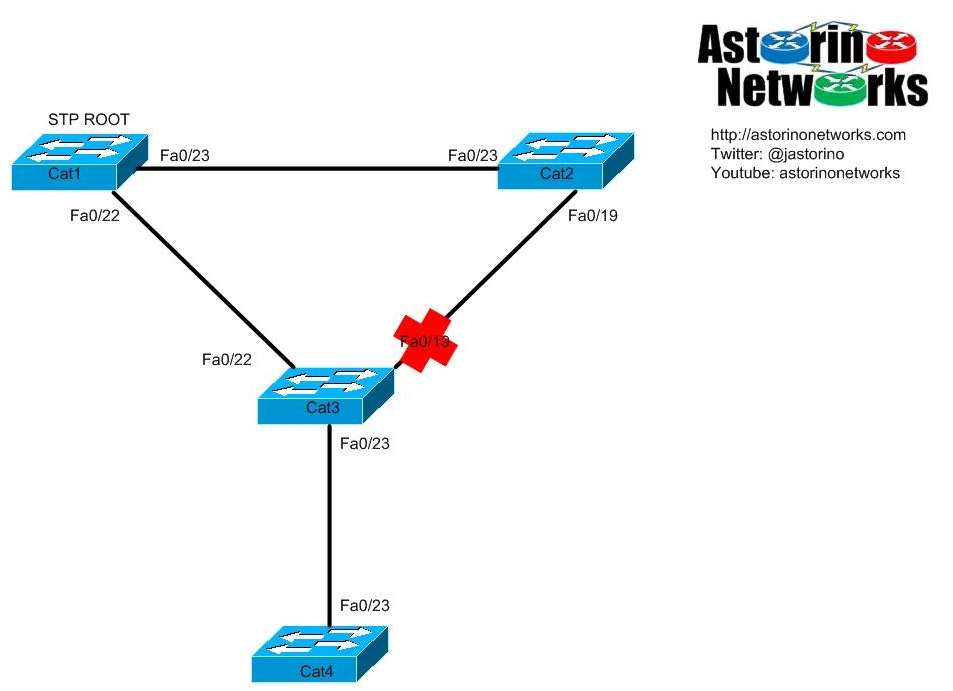 Astorino
Networks
http://astorinonetworks.com
Twitter: @jastorino
Youtube: astorinonetworks
STP ROOT
Cat1
Fa0/23
Fa0/23
Cat2
Fa0/22
Fa0/19
Fa0/19
Fa0/22
Cat3
Fa0/23
Fa0/23
Cat4